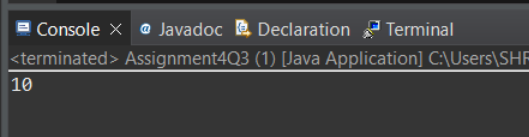 Console × @ Javadoc Declaration Terminal
<terminated> Assignment4Q3 (1) [Java Application] C:\Users\SHR
10